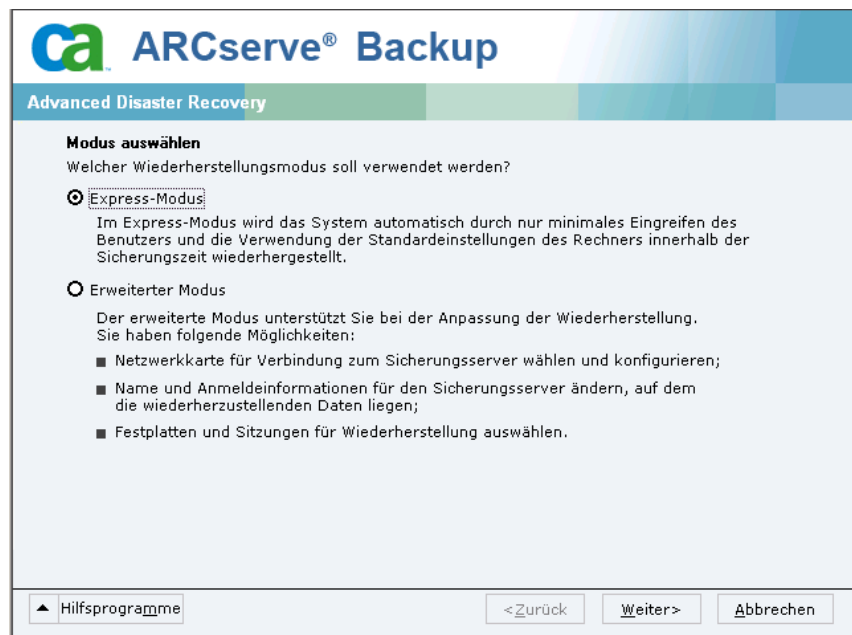 ca ARCserve® Backup
Advanced Disaster Recovery
Modus auswählen
Welcher Wiederherstellungsmodus soll verwendet werden?
Express-Modus
Im Express-Modus wird das System automatisch durch nur minimales Eingreifen des
Benutzers und die Verwendung der Standardeinstellungen des Rechners innerhalb der
Sicherungszeit wiederhergestellt.
Erweiterter Modus
Der erweiterte Modus unterstützt Sie bei der Anpassung der Wiederherstellung.
Sie haben folgende Möglichkeiten:
Netzwerkkarte für Verbindung zum Sicherungsserver wählen und konfigurieren;
Name und Anmeldeinformationen für den Sicherungsserver ändern, auf dem
die wiederherzustellenden Daten liegen;
Festplatten und Sitzungen für Wiederherstellung auswählen.
Hilfsprogramme <Zurück Weiter> Abbrechen